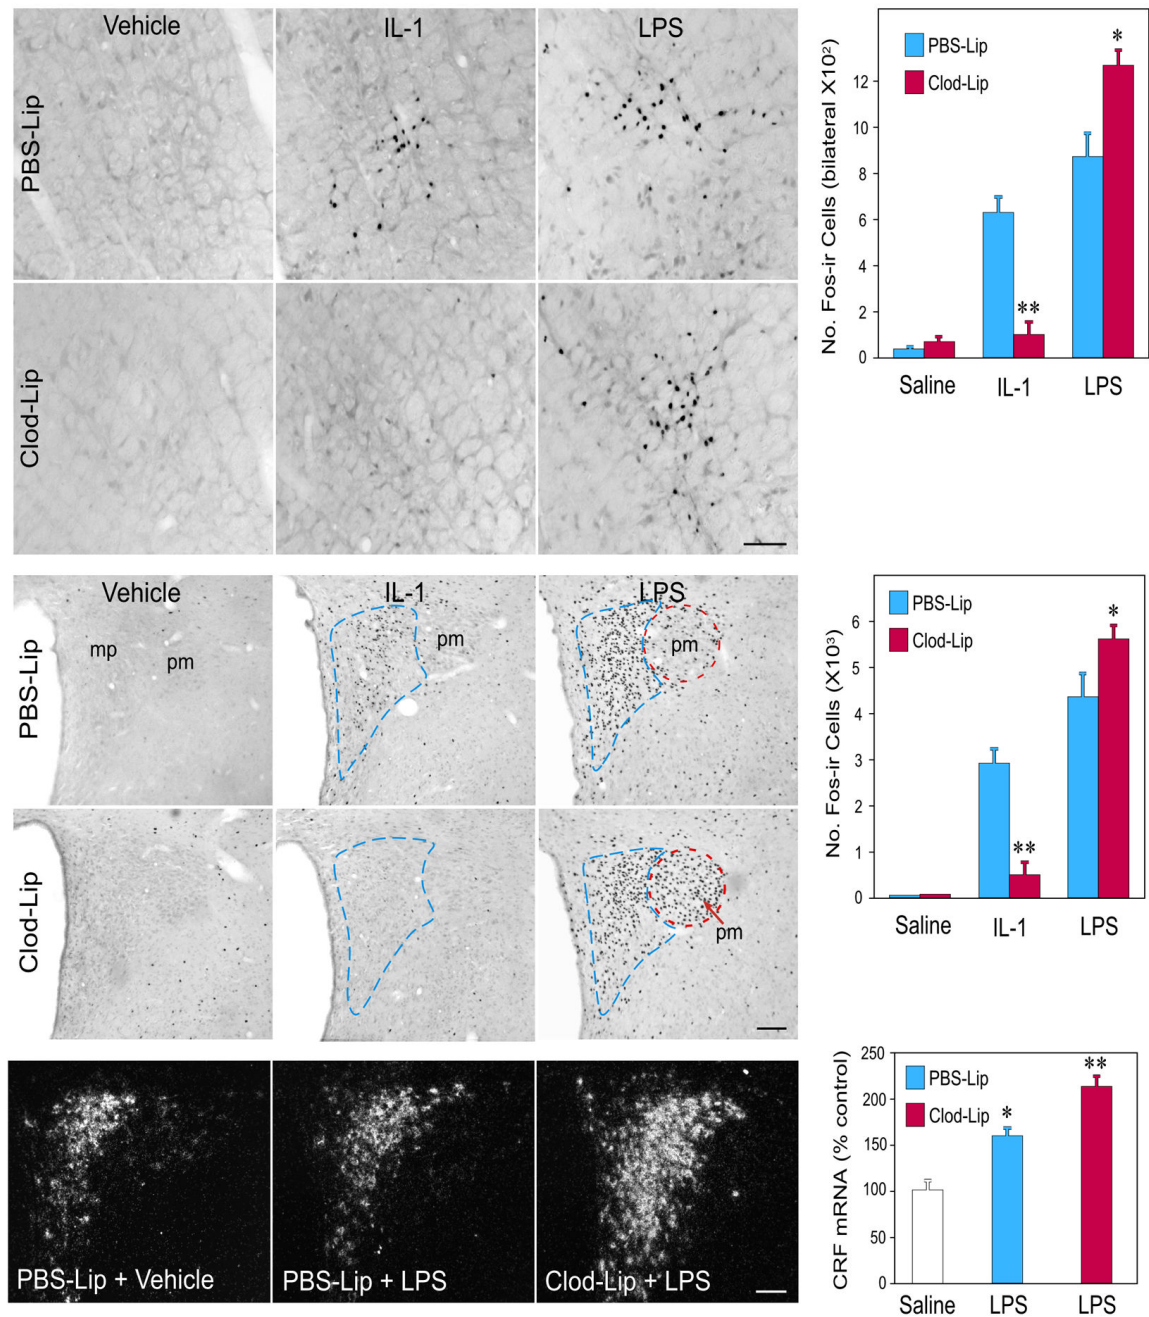 Vehicle
IL-1
LPS
PBS-Lip
Clod-Lip
No. Fos-ir Cells (bilateral X10²)
12
10
8
6
4
2
0
PBS-Lip
Clod-Lip
**
*
Saline
IL-1
LPS
Vehicle
IL-1
LPS
PBS-Lip
mp
pm
pm
pm
Clod-Lip
pm
No. Fos-ir Cells (X10³)
6
5
4
3
2
1
0
PBS-Lip
Clod-Lip
**
*
Saline
IL-1
LPS
PBS-Lip + Vehicle
PBS-Lip + LPS
Clod-Lip + LPS
CRF mRNA (% control)
250
200
150
100
50
0
PBS-Lip
Clod-Lip
*
**
Saline
LPS
LPS